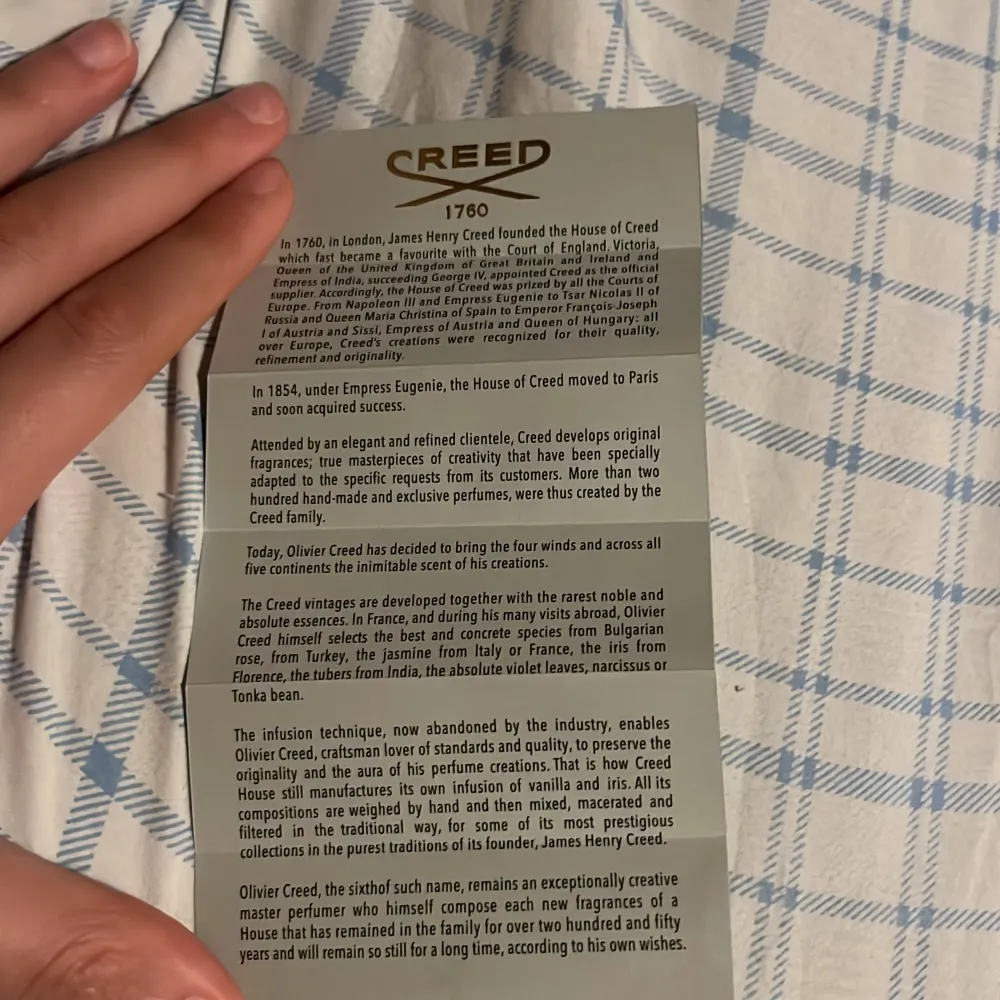 CREED
1760
In 1760, in London, James Henry Creed founded the House of Creed
which fast became a favourite with the Court of England. Victoria,
Queen of the United Kingdom of Great Britain and Ireland and
Empress of India, succeeding George IV, appointed Creed as the official
supplier. Accordingly, the House of Creed was prized by all the Courts of
Europe. From Napoleon III and Empress Eugenie to Tsar Nicolas II of
Russia and Queen Maria Christina of Spain to Emperor François-Joseph
I of Austria and Sissi, Empress of Austria and Queen of Hungary: all
over Europe, Creed's creations were recognized for their quality,
refinement and originality.
In 1854, under Empress Eugenie, the House of Creed moved to Paris
and soon acquired success.
Attended by an elegant and refined clientele, Creed develops original
fragrances; true masterpieces of creativity that have been specially
adapted to the specific requests from its customers. More than two
hundred hand-made and exclusive perfumes, were thus created by the
Creed family.
Today, Olivier Creed has decided to bring the four winds and across all
five continents the inimitable scent of his creations.
The Creed vintages are developed together with the rarest noble and
absolute essences. In France, and during his many visits abroad, Olivier
Creed himself selects the best and concrete species from Bulgarian
rose, from Turkey, the jasmine from Italy or France, the iris from
Florence, the tubers from India, the absolute violet leaves, narcissus or
Tonka bean.
The infusion technique, now abandoned by the industry, enables
Olivier Creed, craftsman lover of standards and quality, to preserve the
originality and the aura of his perfume creations. That is how Creed
House still manufactures its own infusion of vanilla and iris. All its
compositions are weighed by hand and then mixed, macerated and
filtered in the traditional way, for some of its most prestigious
collections in the purest traditions of its founder, James Henry Creed.
Olivier Creed, the sixthof such name, remains an exceptionally creative
master perfumer who himself compose each new fragrances of a
House that has remained in the family for over two hundred and fifty
years and will remain so still for a long time, according to his own wishes.